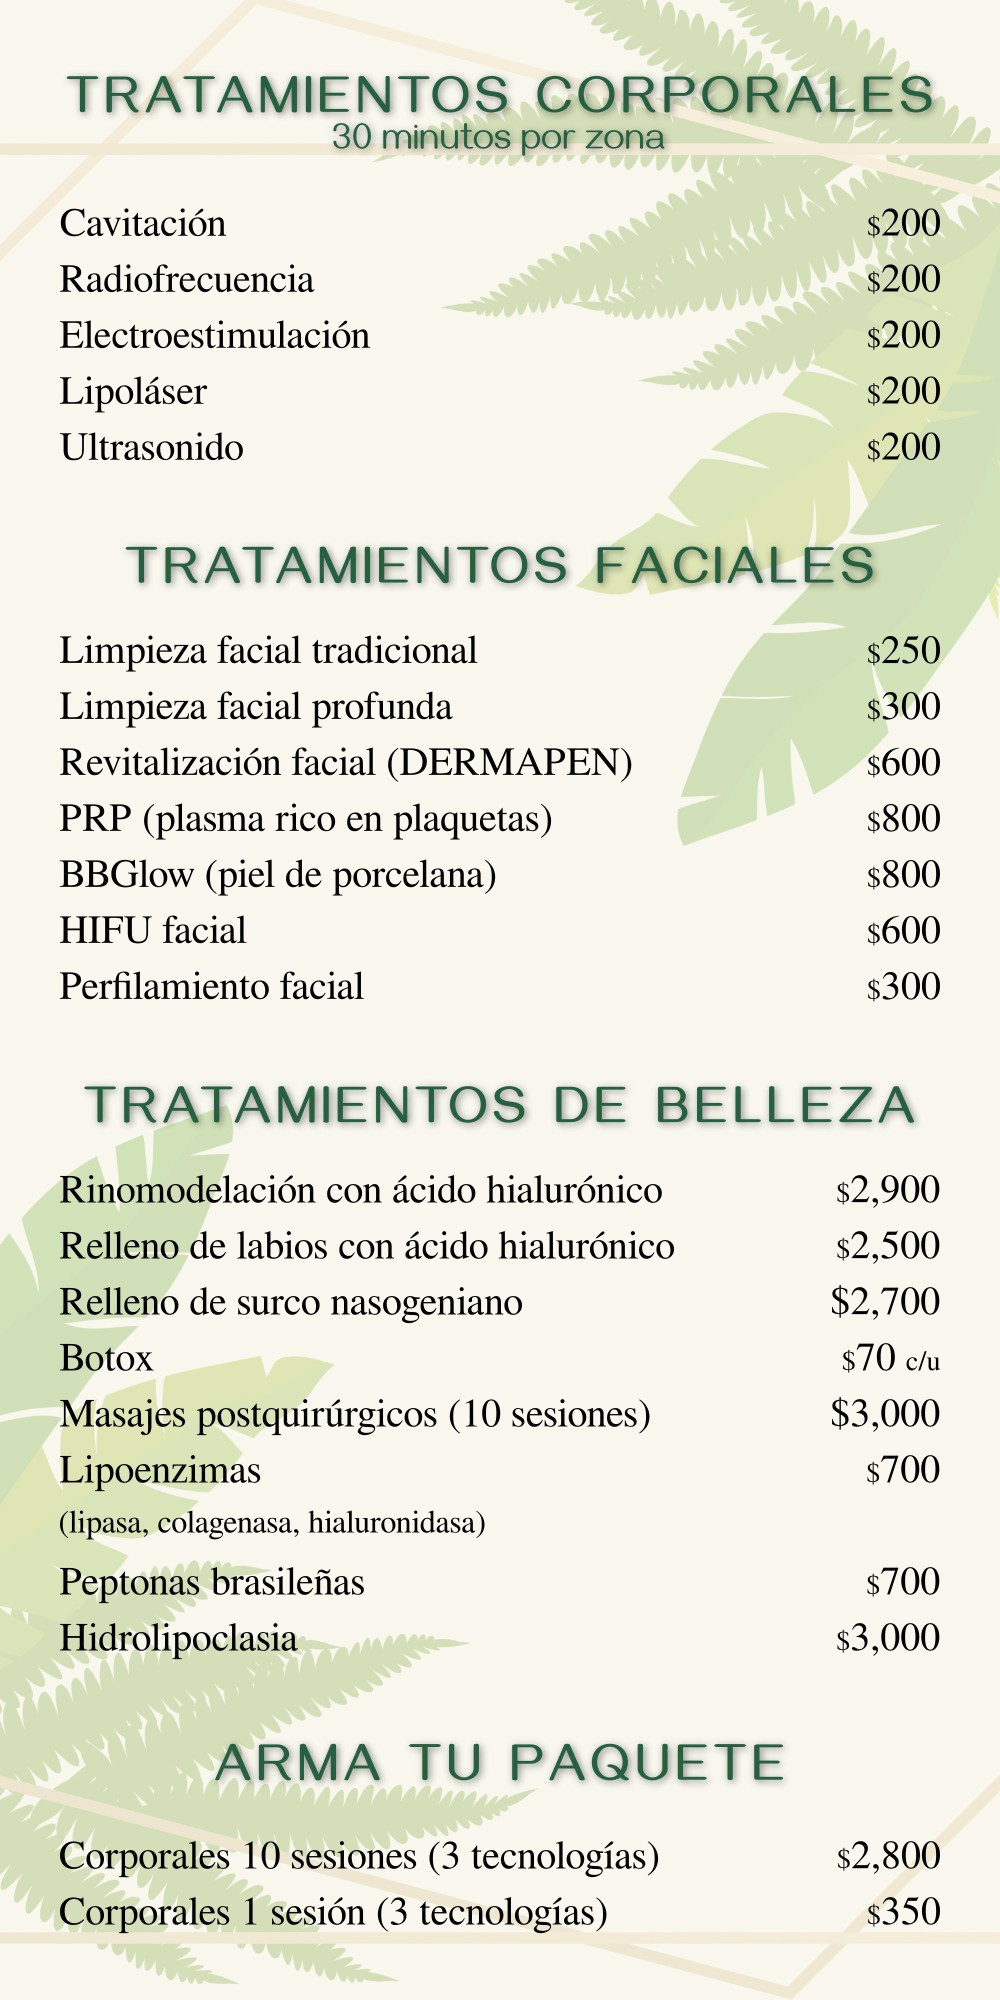 TRATAMIENTOS CORPORALES
30 minutos por zona
Cavitación $200
Radiofrecuencia $200
Electroestimulación $200
Lipoláser $200
Ultrasonido $200
TRATAMIENTOS FACIALES
Limpieza facial tradicional $250
Limpieza facial profunda $300
Revitalización facial (DERMAPEN) $600
PRP (plasma rico en plaquetas) $800
BBGlow (piel de porcelana) $800
HIFU facial $600
Perfilamiento facial $300
TRATAMIENTOS DE BELLEZA
Rinomodelación con ácido hialurónico $2,900
Relleno de labios con ácido hialurónico $2,500
Relleno de surco nasogeniano $2,700
Botox $70 c/u
Masajes postquirúrgicos (10 sesiones) $3,000
Lipoenzimas $700
(lipasa, colagenasa, hialuronidasa)
Peptonas brasileñas $700
Hidrolipoclasia $3,000
ARMA TU PAQUETE
Corporales 10 sesiones (3 tecnologías) $2,800
Corporales 1 sesión (3 tecnologías) $350